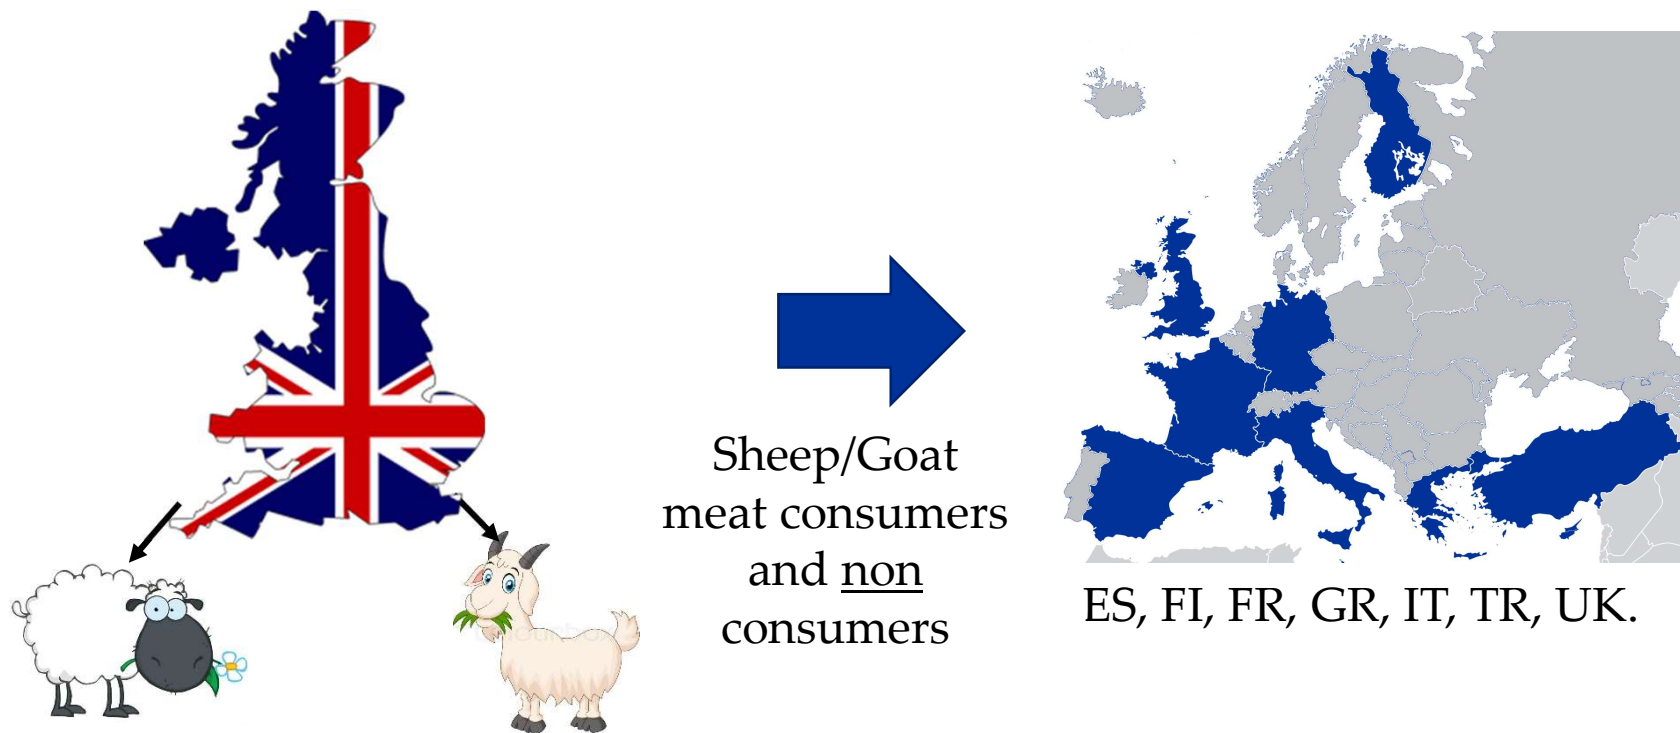 Sheep/Goat
meat consumers
and non
consumers
ES, FI, FR, GR, IT, TR, UK.